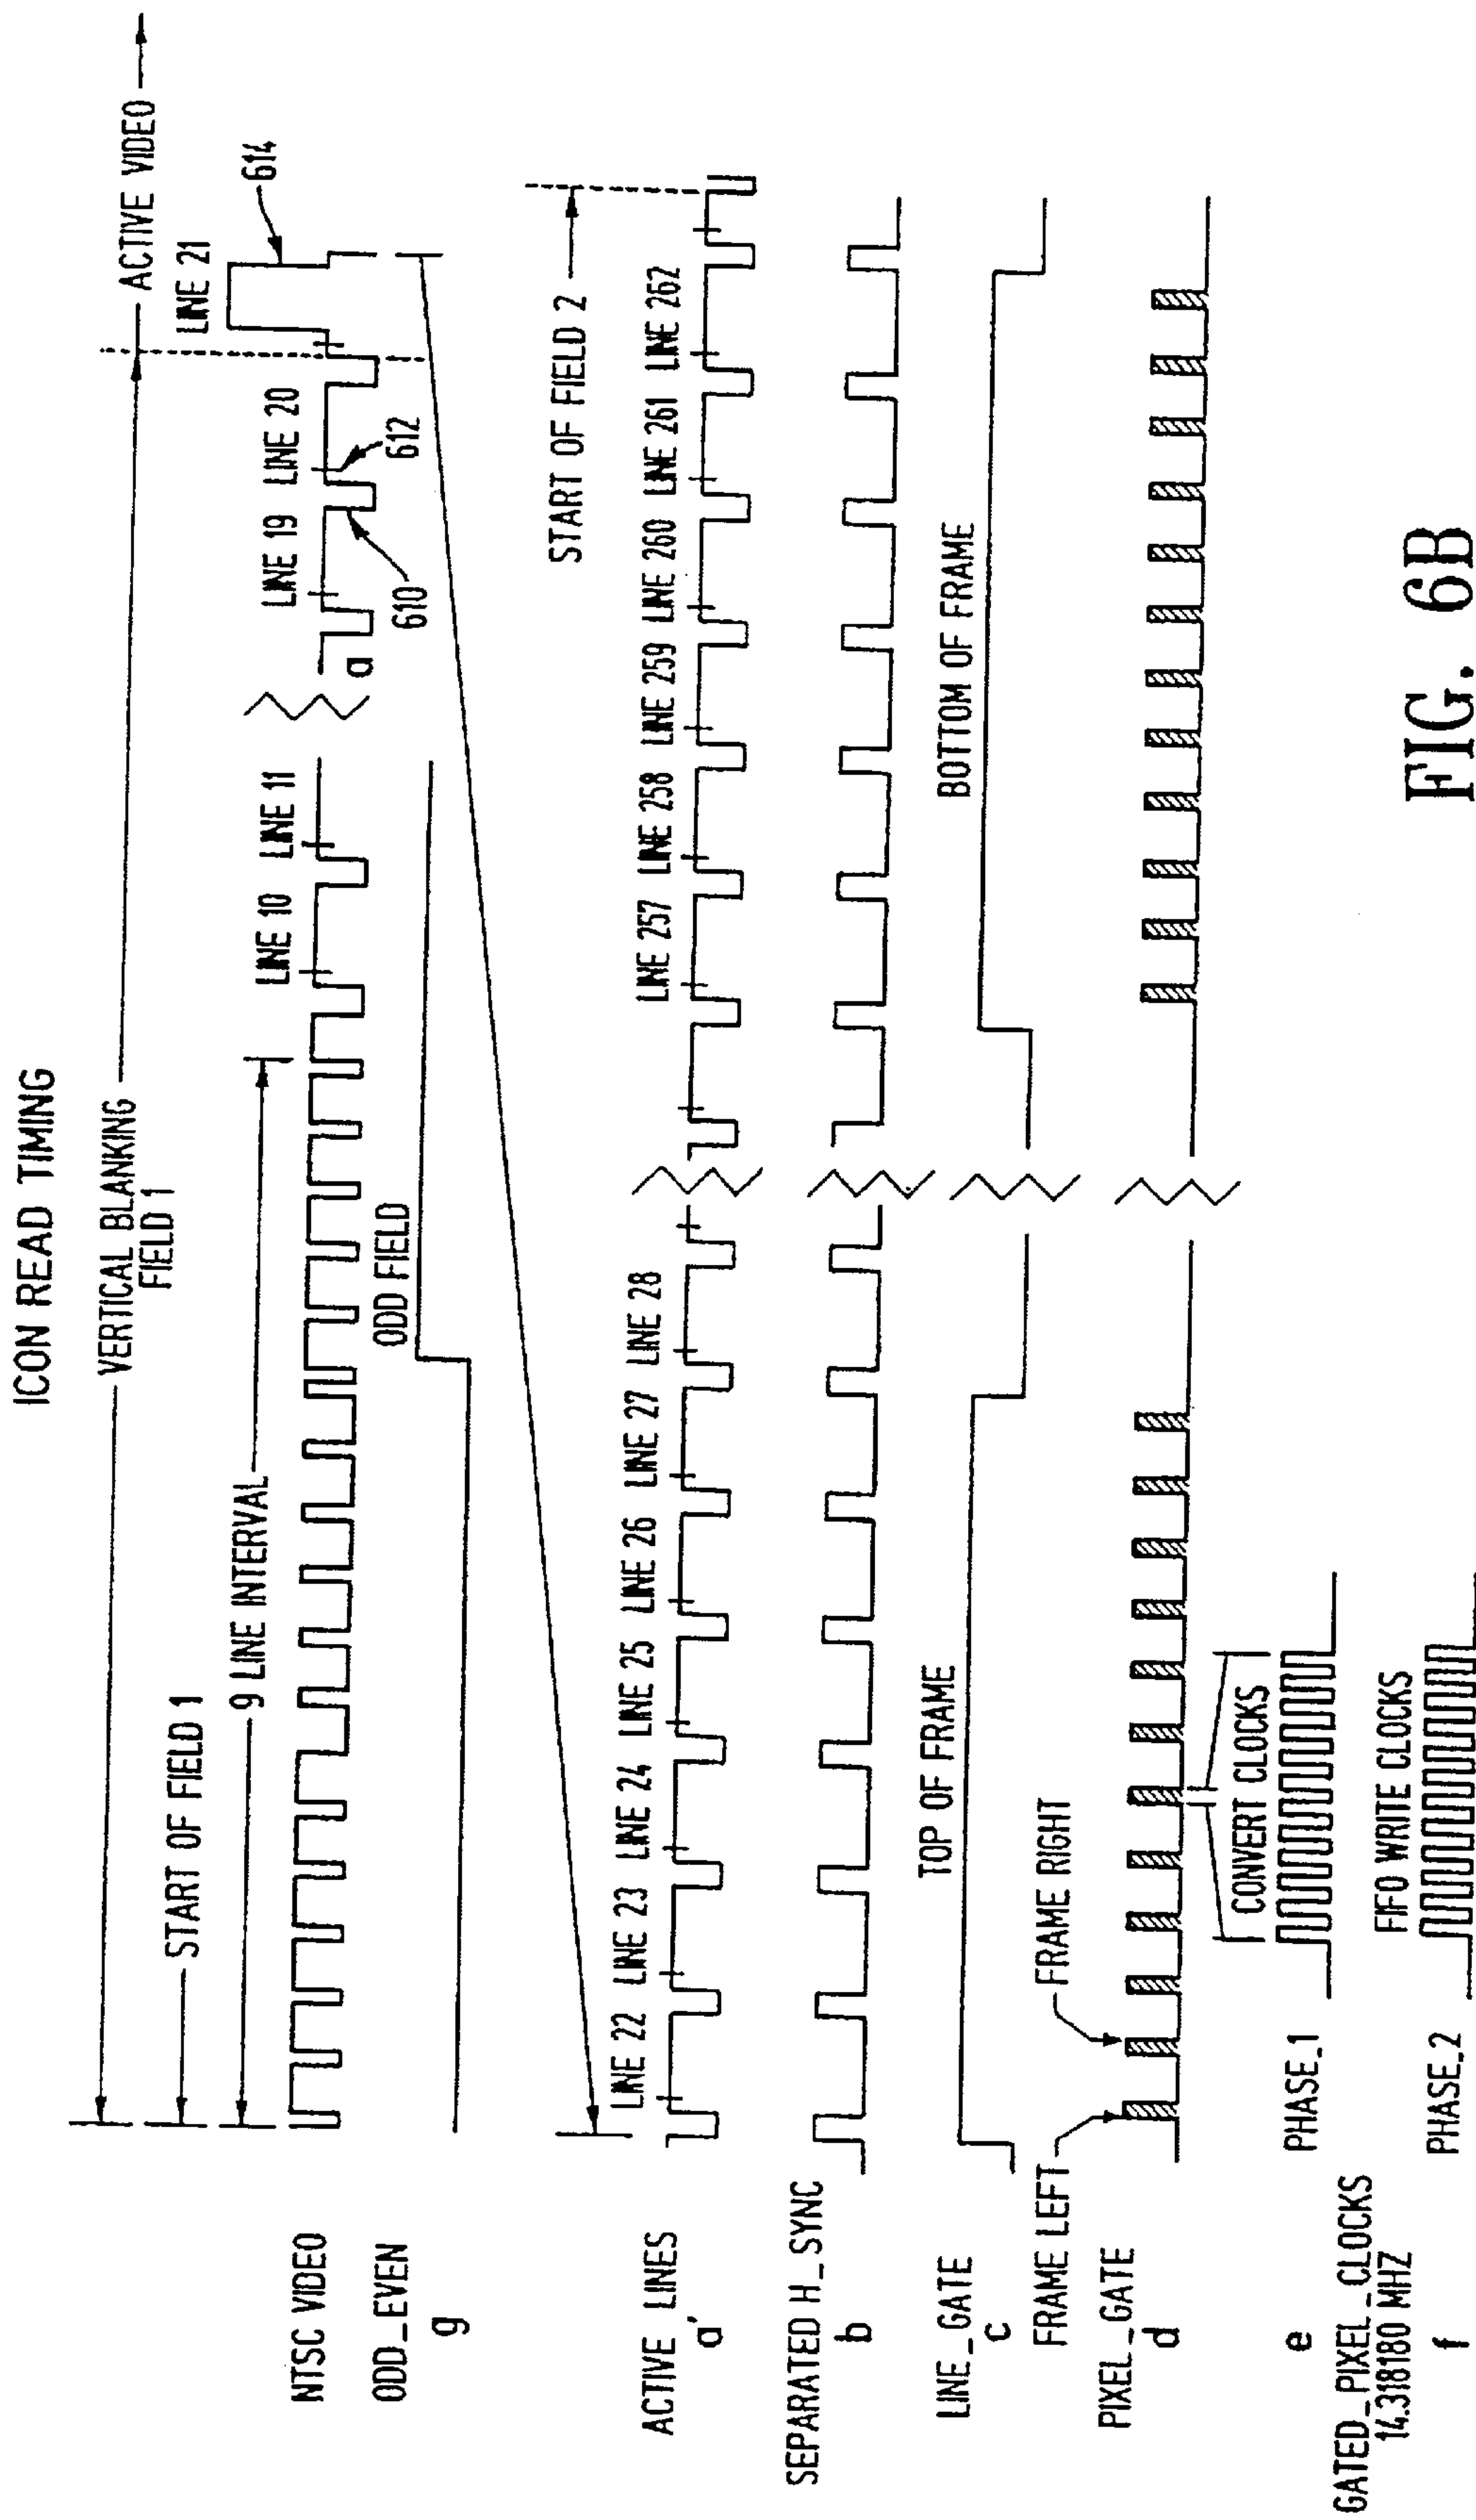 ICON READ TIMING
VERTICAL BLANKING
FIELD 1
ACTIVE VIDEO
START OF FIELD 1
9 LINE INTERVAL
LINE 10 LINE 11
LINE 19 LINE 20
LINE 21
614
NTSC VIDEO
a
610
612
ODD_EVEN
g
ODD FIELD
START OF FIELD 2
LINE 22 LINE 23 LINE 24 LINE 25 LINE 26 LINE 27 LINE 28
LINE 257 LINE 258 LINE 259 LINE 260 LINE 261 LINE 262
ACTIVE LINES
a'
SEPARATED H_SYNC
b
LINE_GATE
c
TOP OF FRAME
BOTTOM OF FRAME
FRAME LEFT
FRAME RIGHT
PIXEL_GATE
d
CONVERT CLOCKS
e
PHASE_1
GATED_PIXEL_CLOCKS
14.318180 MHZ
FIFO WRITE CLOCKS
f
PHASE_2
FIG. 6B